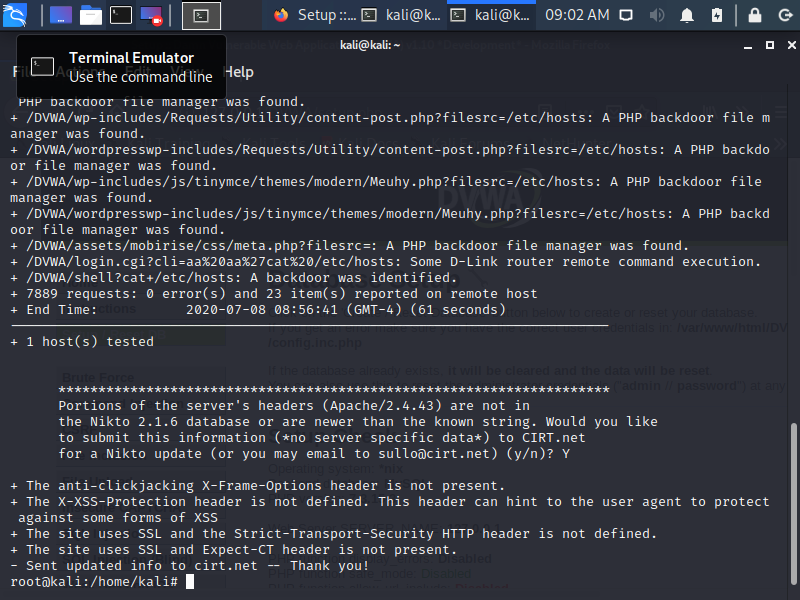 Setup ::...
kali@k...
kali@k...
09:02 AM
kali@kali: ~
Terminal Emulator
Use the command line
Help
PHP backdoor file manager was found.
+ /DVWA/wp-includes/Requests/Utility/content-post.php?filesrc=/etc/hosts: A PHP backdoor file m
anager was found.
+ /DVWA/wordpresswp-includes/Requests/Utility/content-post.php?filesrc=/etc/hosts: A PHP backdo
or file manager was found.
+ /DVWA/wp-includes/js/tinymce/themes/modern/Meuhy.php?filesrc=/etc/hosts: A PHP backdoor file
manager was found.
+ /DVWA/wordpresswp-includes/js/tinymce/themes/modern/Meuhy.php?filesrc=/etc/hosts: A PHP backd
oor file manager was found.
+ /DVWA/assets/mobirise/css/meta.php?filesrc=: A PHP backdoor file manager was found.
+ /DVWA/login.cgi?cli=aa%20aa%27cat%20/etc/hosts: Some D-Link router remote command execution.
+ /DVWA/shell?cat+/etc/hosts: A backdoor was identified.
+ 7889 requests: 0 error(s) and 23 item(s) reported on remote host
+ End Time:           2020-07-08 08:56:41 (GMT-4) (61 seconds)
---------------------------------------------------------------------------
+ 1 host(s) tested
*********************************************************************
Portions of the server's headers (Apache/2.4.43) are not in
the Nikto 2.1.6 database or are newer than the known string. Would you like
to submit this information (*no server specific data*) to CIRT.net
for a Nikto update (or you may email to sullo@cirt.net) (y/n)? Y
+ The anti-clickjacking X-Frame-Options header is not present.
+ The X-XSS-Protection header is not defined. This header can hint to the user agent to protect
against some forms of XSS
+ The site uses SSL and the Strict-Transport-Security HTTP header is not defined.
+ The site uses SSL and Expect-CT header is not present.
- Sent updated info to cirt.net -- Thank you!
root@kali:/home/kali#